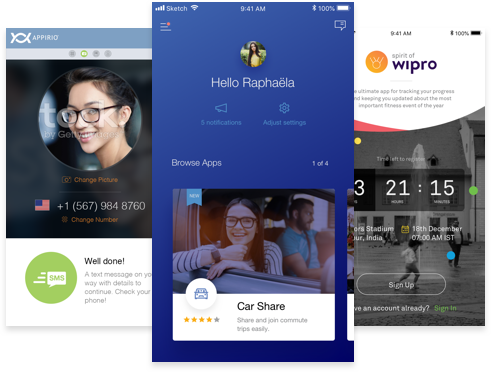 APPIRIO
by Getty
Change Picture
+1 (567) 984 8760
Change Number
Well done!
A text message on yo
way with details to
continue. Check your
phone!
Sketch
9:41 AM
100%
Hello Raphaëla
5 notifications
Adjust settings
Browse Apps
1 of 4
NEW
Car Share
Share and join commute
trips easily.
9:41 AM
100%
spirit of
wipro
ultimate app for tracking your progress
and keeping you updated about the most
important fitness event of the year
Time left to register
3 21 : 15
HOURS
MINUTES
ors Stadium
our, India
18th December
07:00 AM IST
Sign Up
ve an account already? Sign in
SMS